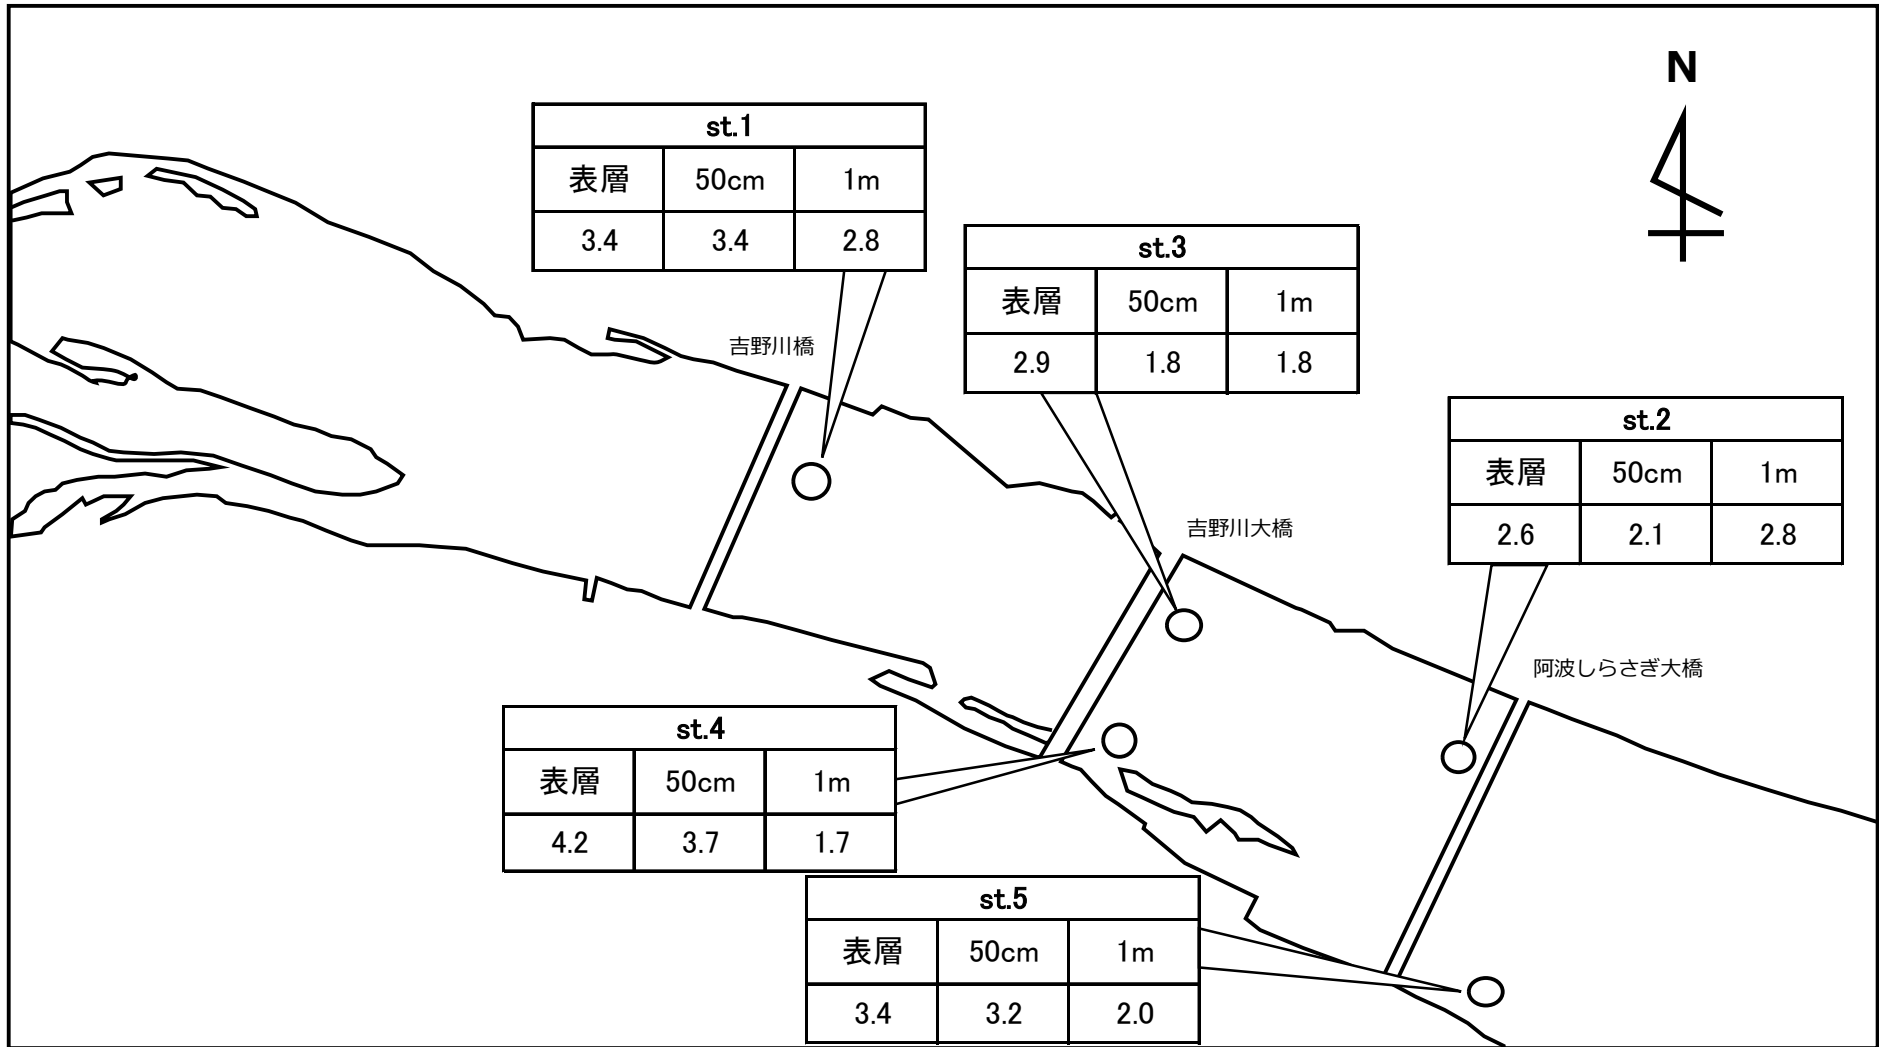 N
st.1
表層 50cm 1m
3.4 3.4 2.8
吉野川橋
st.3
表層 50cm 1m
2.9 1.8 1.8
吉野川大橋
st.2
表層 50cm 1m
2.6 2.1 2.8
阿波しらさぎ大橋
st.4
表層 50cm 1m
4.2 3.7 1.7
st.5
表層 50cm 1m
3.4 3.2 2.0